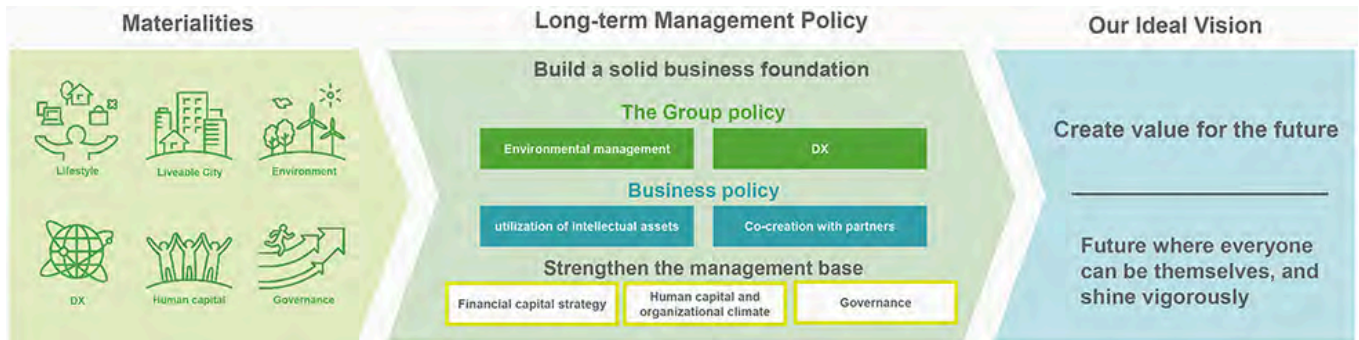 Materialities
Long-term Management Policy
Our Ideal Vision
Lifestyle
Liveable City
Environment
DX
Human capital
Governance
Build a solid business foundation
The Group policy
Environmental management
DX
Business policy
utilization of intellectual assets
Co-creation with partners
Strengthen the management base
Financial capital strategy
Human capital and
organizational climate
Governance
Create value for the future
Future where everyone
can be themselves, and
shine vigorously